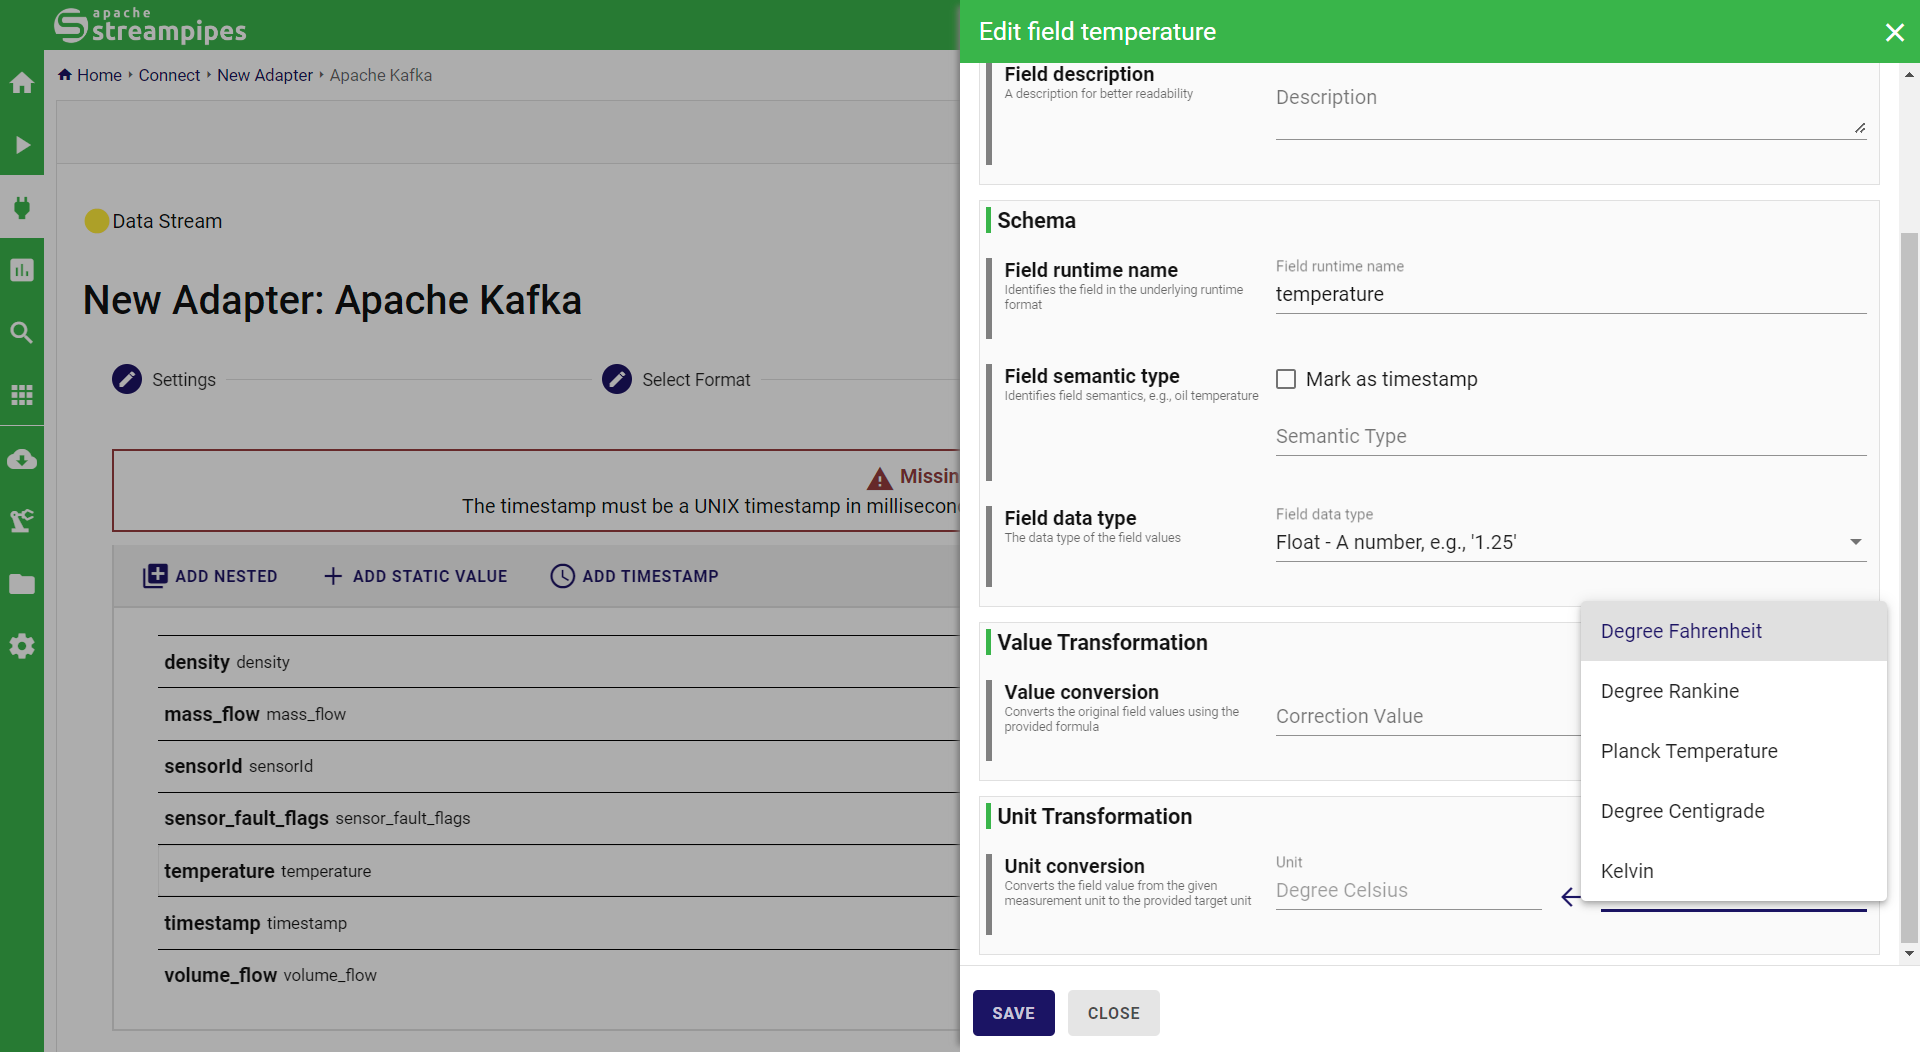 apache
streampipes
Home
Connect
New Adapter
Apache Kafka
Data Stream
New Adapter: Apache Kafka
Settings
Select Format
The timestamp must be a UNIX timestamp in
ADD NESTED
ADD STATIC VALUE
ADD TIMESTAMP
density density
mass_flow mass_flow
sensorId sensorId
sensor_fault_flags sensor_fault_flags
temperature temperature
timestamp timestamp
volume_flow volume_flow
Edit field temperature
Field description
A description for better readability
Description
Schema
Field runtime name
Identifies the field in the underlying runtime
format
Field runtime name
temperature
Field semantic type
Identifies field semantics, e.g., oil temperature
Mark as timestamp
Semantic Type
Field data type
The data type of the field values
Field data type
Float - A number, e.g., '1.25'
Value Transformation
Value conversion
Converts the original field values using the
provided formula
Correction Value
Unit Transformation
Unit conversion
Converts the field value from the given
measurement unit to the provided target unit
Unit
Degree Celsius
Degree Fahrenheit
Degree Rankine
Planck Temperature
Degree Centigrade
Kelvin
SAVE
CLOSE